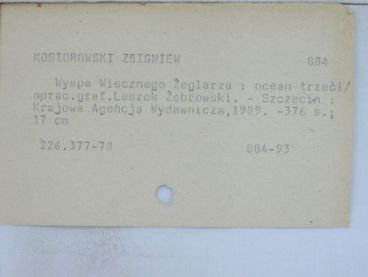 KOSIOROWSKI ZBIGNIEW 884
Wyspa Wiecznego Żeglarza : ocean trzeci/
oprac.graf.Leszek Żebrowski. - Szczecin :
Krajowa Agencja Wydawnicza,1989. -376 s.;
17 cm
226.377-78 884-93